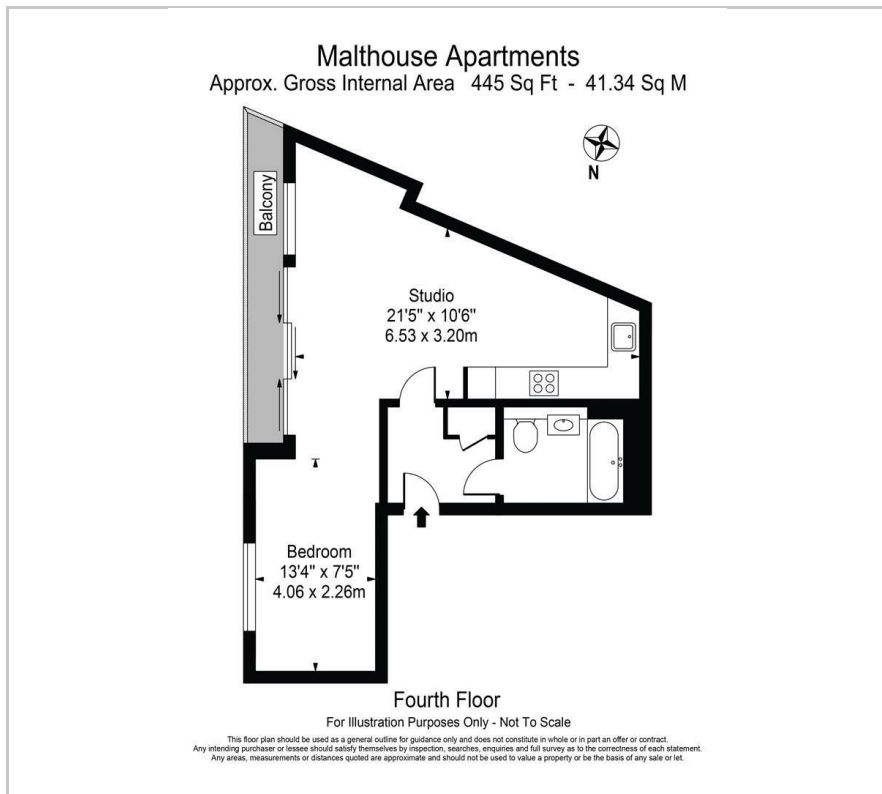 Malthouse Apartments
Approx. Gross Internal Area 445 Sq Ft - 41.34 Sq M
N
Balcony
Studio
21'5" x 10'6"
6.53 x 3.20m
Bedroom
13'4" x 7'5"
4.06 x 2.26m
Fourth Floor
For Illustration Purposes Only - Not To Scale
This floor plan should be used as a general outline for guidance only and does not constitute in whole or in part an offer or contract.
Any intending purchaser or lessee should satisfy themselves by inspection, searches, enquiries and full survey as to the correctness of each statement.
Any areas, measurements or distances quoted are approximate and should not be used to value a property or be the basis of any sale or let.